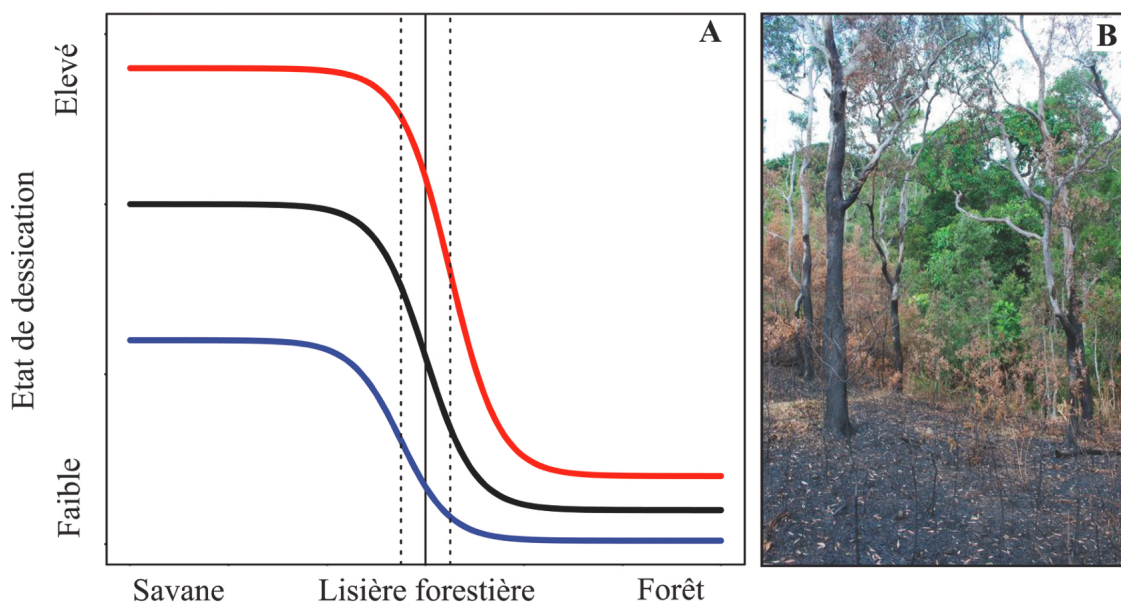 A
B
Elevé
Etat de dessication
Faible
Savane
Lisière forestière
Forêt